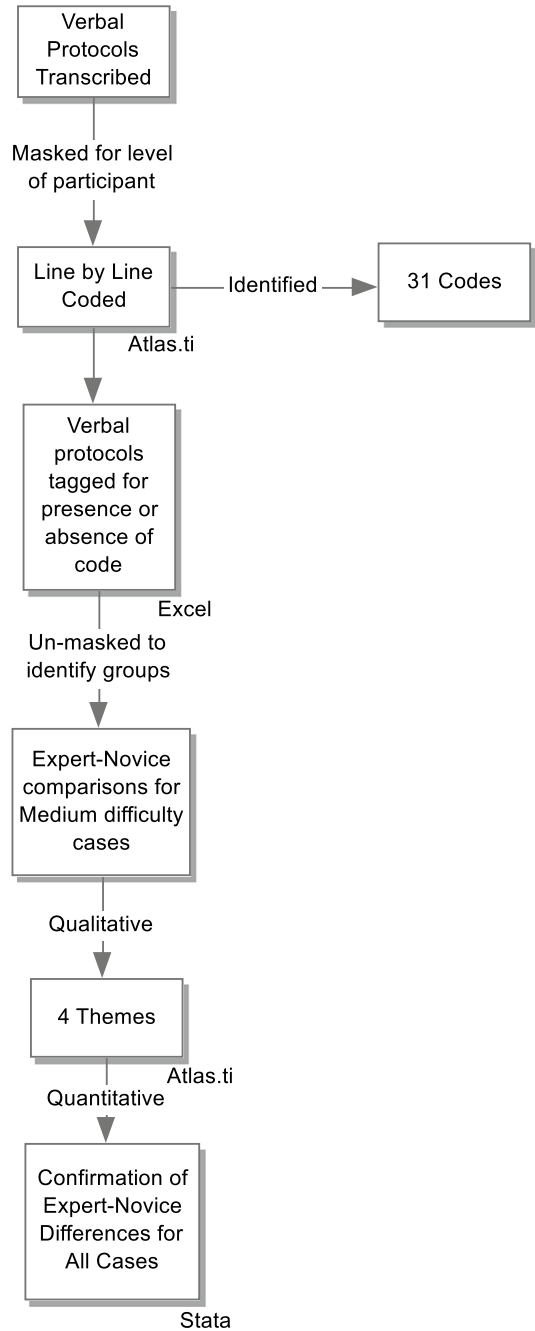 Verbal
Protocols
Transcribed
Masked for level
of participant
Line by Line
Coded
Identified
31 Codes
Atlas.ti
Verbal
protocols
tagged for
presence or
absence of
code
Excel
Un-masked to
identify groups
Expert-Novice
comparisons for
Medium difficulty
cases
Qualitative
4 Themes
Atlas.ti
Quantitative
Confirmation of
Expert-Novice
Differences for
All Cases
Stata